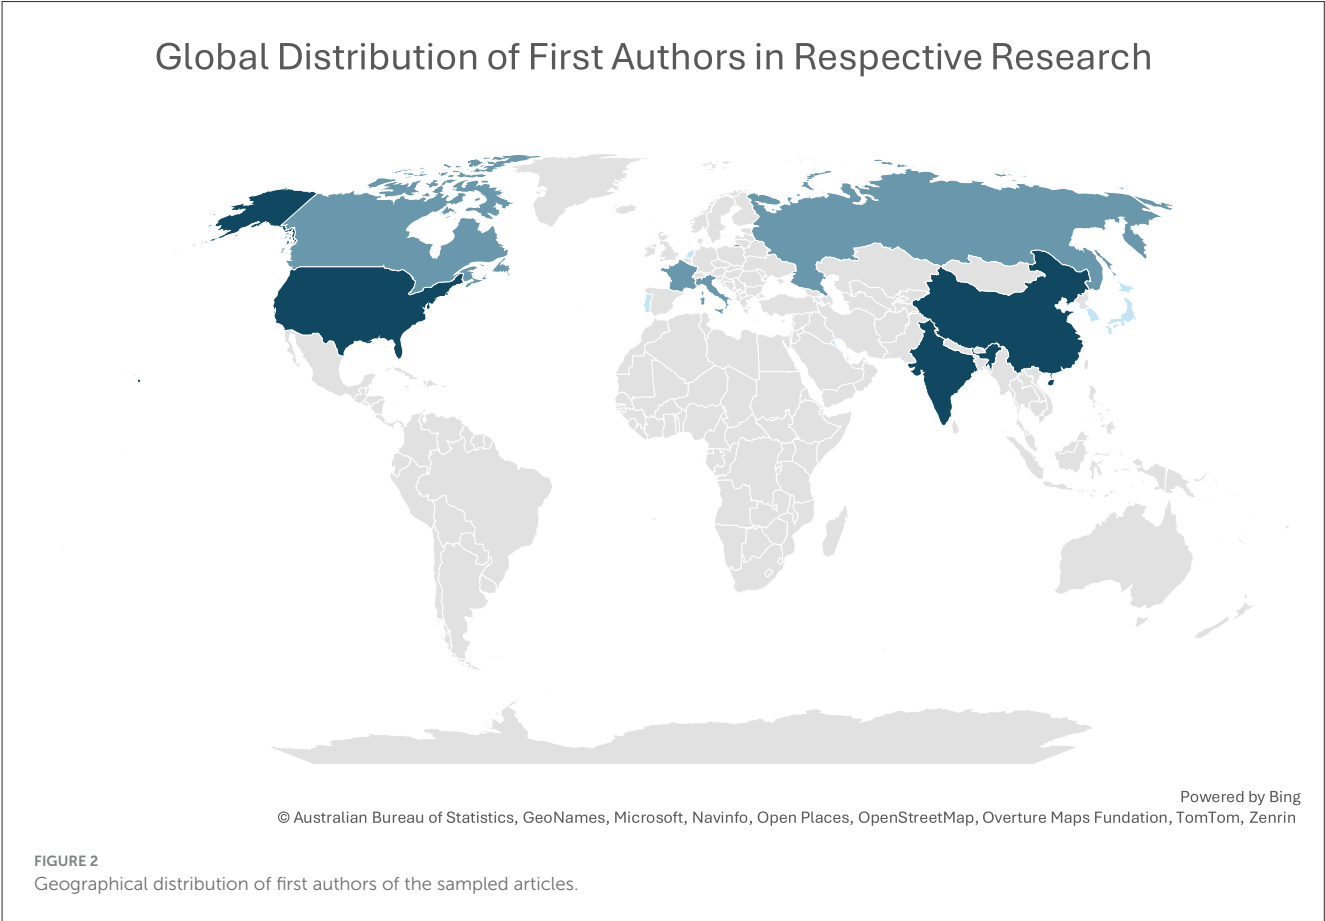 Global Distribution of First Authors in Respective Research
Powered by Bing
© Australian Bureau of Statistics, GeoNames, Microsoft, Navinfo, Open Places, OpenStreetMap, Overture Maps Fundation, TomTom, Zenrin
FIGURE 2
Geographical distribution of first authors of the sampled articles.